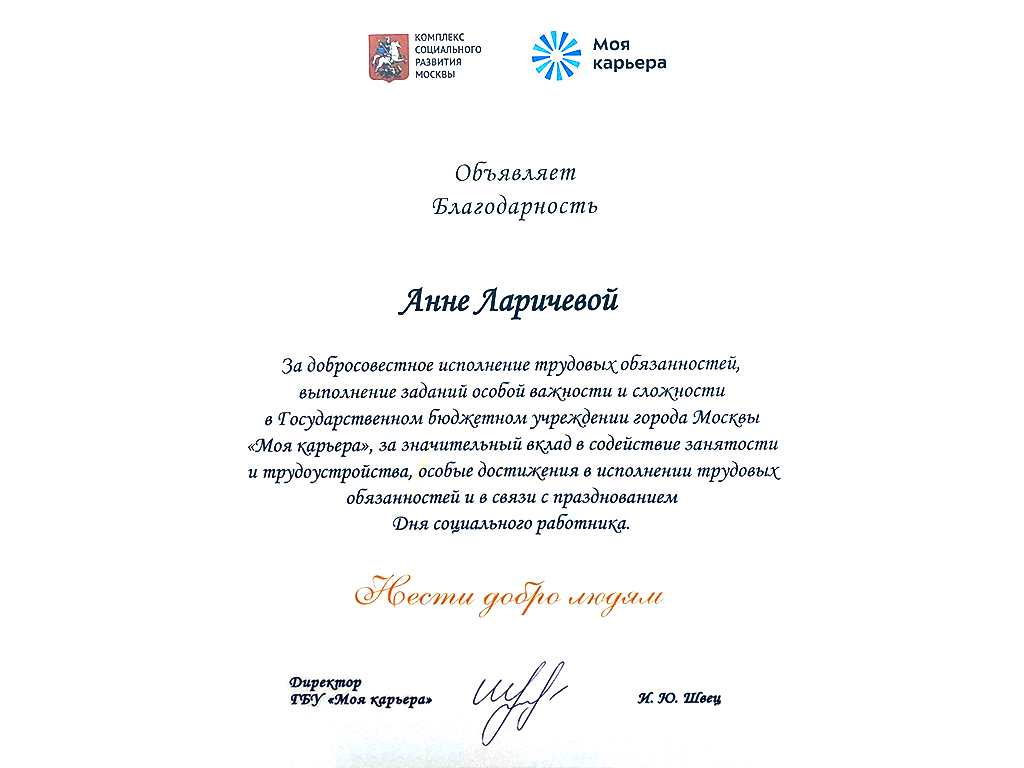 КОМПЛЕКС
СОЦИАЛЬНОГО
РАЗВИТИЯ
МОСКВЫ
Моя
карьера
Объявляет
Благодарность
Анне Ларичевой
За добросовестное исполнение трудовых обязанностей,
выполнение заданий особой важности и сложности
в Государственном бюджетном учреждении города Москвы
«Моя карьера», за значительный вклад в содействие занятости
и трудоустройства, особые достижения в исполнении трудовых
обязанностей и в связи с празднованием
Дня социального работника.
Нести добро людям
Директор
ГБУ «Моя карьера»
И. Ю. Швец